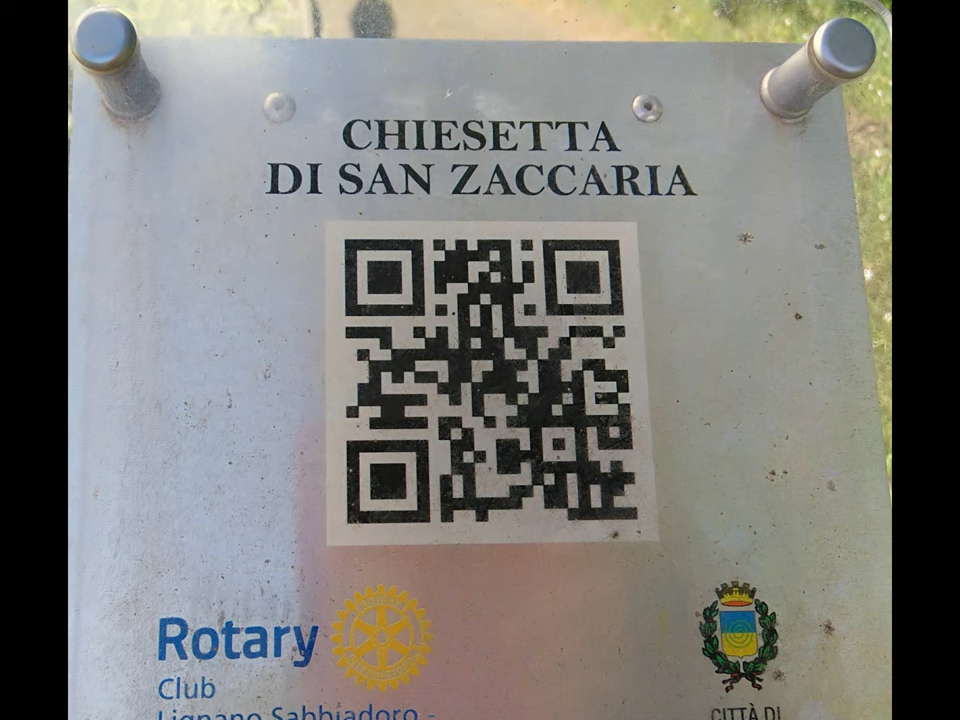 CHIESETTA
DI SAN ZACCARIA
Rotary
Club
Lignano Sabbiadoro -
CITTÀ DI